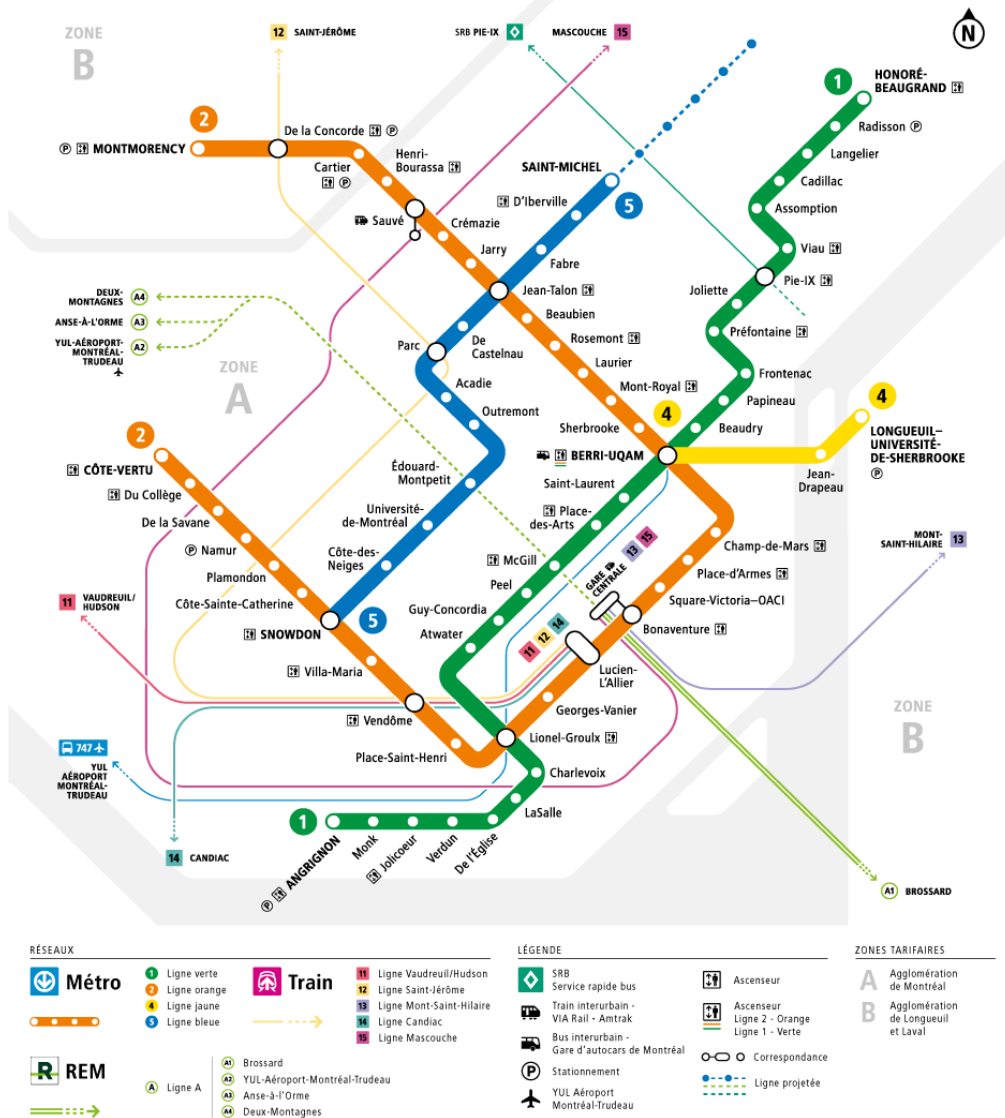 ZONE
B
12 SAINT-JÉRÔME
SRB PIE-IX
MASCOUCHE 15
N
1
HONORÉ-
BEAUGRAND
Radisson P
Langelier
Cadillac
Assomption
Viau
Pie-IX
Joliette
Préfontaine
Frontenac
Papineau
Beaudry
2
P MONTMORENCY
De la Concorde P
Cartier
P
Henri-
Bourassa
Sauvé
Crémazie
Jarry
Jean-Talon
Beaubien
Rosemont
Laurier
Mont-Royal
Sherbrooke
SAINT-MICHEL
5
D'Iberville
Fabre
De
Castelnau
Parc
Acadie
Outremont
Édouard-
Montpetit
Université-
de-Montréal
Côte-des-
Neiges
5
DEUX-
MONTAGNES
A4
ANSE-À-L'ORME
A3
YUL-AÉROPORT-
MONTRÉAL-
TRUDEAU
A2
ZONE
A
4
4
LONGUEUIL–
UNIVERSITÉ-
DE-SHERBROOKE
P
Jean-
Drapeau
BERRI-UQAM
Saint-Laurent
Place-
des-Arts
McGill
Peel
Guy-Concordia
Atwater
2
CÔTE-VERTU
Du Collège
De la Savane
P Namur
Plamondon
Côte-Sainte-Catherine
SNOWDON
Villa-Maria
Vendôme
Place-Saint-Henri
Champ-de-Mars
Place-d'Armes
Square-Victoria–OACI
Bonaventure
GARE
CENTRALE
13 15
11 12 14
Lucien-
L'Allier
Georges-Vanier
Lionel-Groulx
Charlevoix
LaSalle
De l'Église
Verdun
Jolicoeur
Monk
P ANGRIGNON
1
MONT-
SAINT-HILAIRE
13
11
VAUDREUIL/
HUDSON
747
YUL
AÉROPORT
MONTRÉAL-
TRUDEAU
14 CANDIAC
ZONE
B
A1 BROSSARD
RÉSEAUX
Métro
1 Ligne verte
2 Ligne orange
4 Ligne jaune
5 Ligne bleue
Train
11 Ligne Vaudreuil/Hudson
12 Ligne Saint-Jérôme
13 Ligne Mont-Saint-Hilaire
14 Ligne Candiac
15 Ligne Mascouche
R REM
A Ligne A
A1 Brossard
A2 YUL-Aéroport-Montréal-Trudeau
A3 Anse-à-l'Orme
A4 Deux-Montagnes
LÉGENDE
SRB
Service rapide bus
Train interurbain -
VIA Rail - Amtrak
Bus interurbain -
Gare d'autocars de Montréal
P Stationnement
YUL Aéroport
Montréal-Trudeau
Ascenseur
Ascenseur
Ligne 2 - Orange
Ligne 1 - Verte
Correspondance
Ligne projetée
ZONES TARIFAIRES
A
Agglomération
de Montréal
B
Agglomération
de Longueuil
et Laval